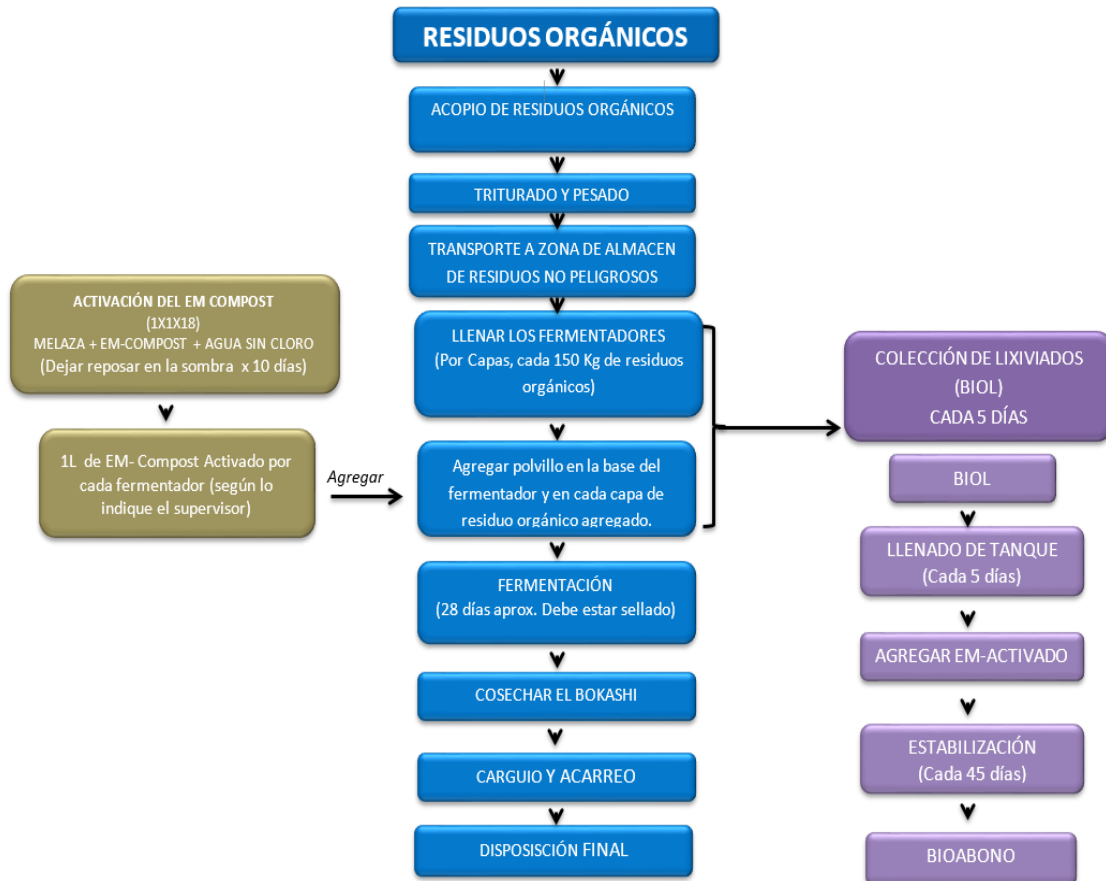 RESIDUOS ORGÁNICOS
ACOPIO DE RESIDUOS ORGÁNICOS
TRITURADO Y PESADO
TRANSPORTE A ZONA DE ALMACEN
DE RESIDUOS NO PELIGROSOS
ACTIVACIÓN DEL EM COMPOST
(1X1X18)
MELAZA + EM-COMPOST + AGUA SIN CLORO
(Dejar reposar en la sombra x 10 días)
1L de EM- Compost Activado por
cada fermentador (según lo
indique el supervisor)
Agregar
LLENAR LOS FERMENTADORES
(Por Capas, cada 150 Kg de residuos
orgánicos)
Agregar polvillo en la base del
fermentador y en cada capa de
residuo orgánico agregado.
FERMENTACIÓN
(28 días aprox. Debe estar sellado)
COSECHAR EL BOKASHI
CARGUIO Y ACARREO
DISPOSISCIÓN FINAL
COLECCIÓN DE LIXIVIADOS
(BIOL)
CADA 5 DÍAS
BIOL
LLENADO DE TANQUE
(Cada 5 días)
AGREGAR EM-ACTIVADO
ESTABILIZACIÓN
(Cada 45 días)
BIOABONO